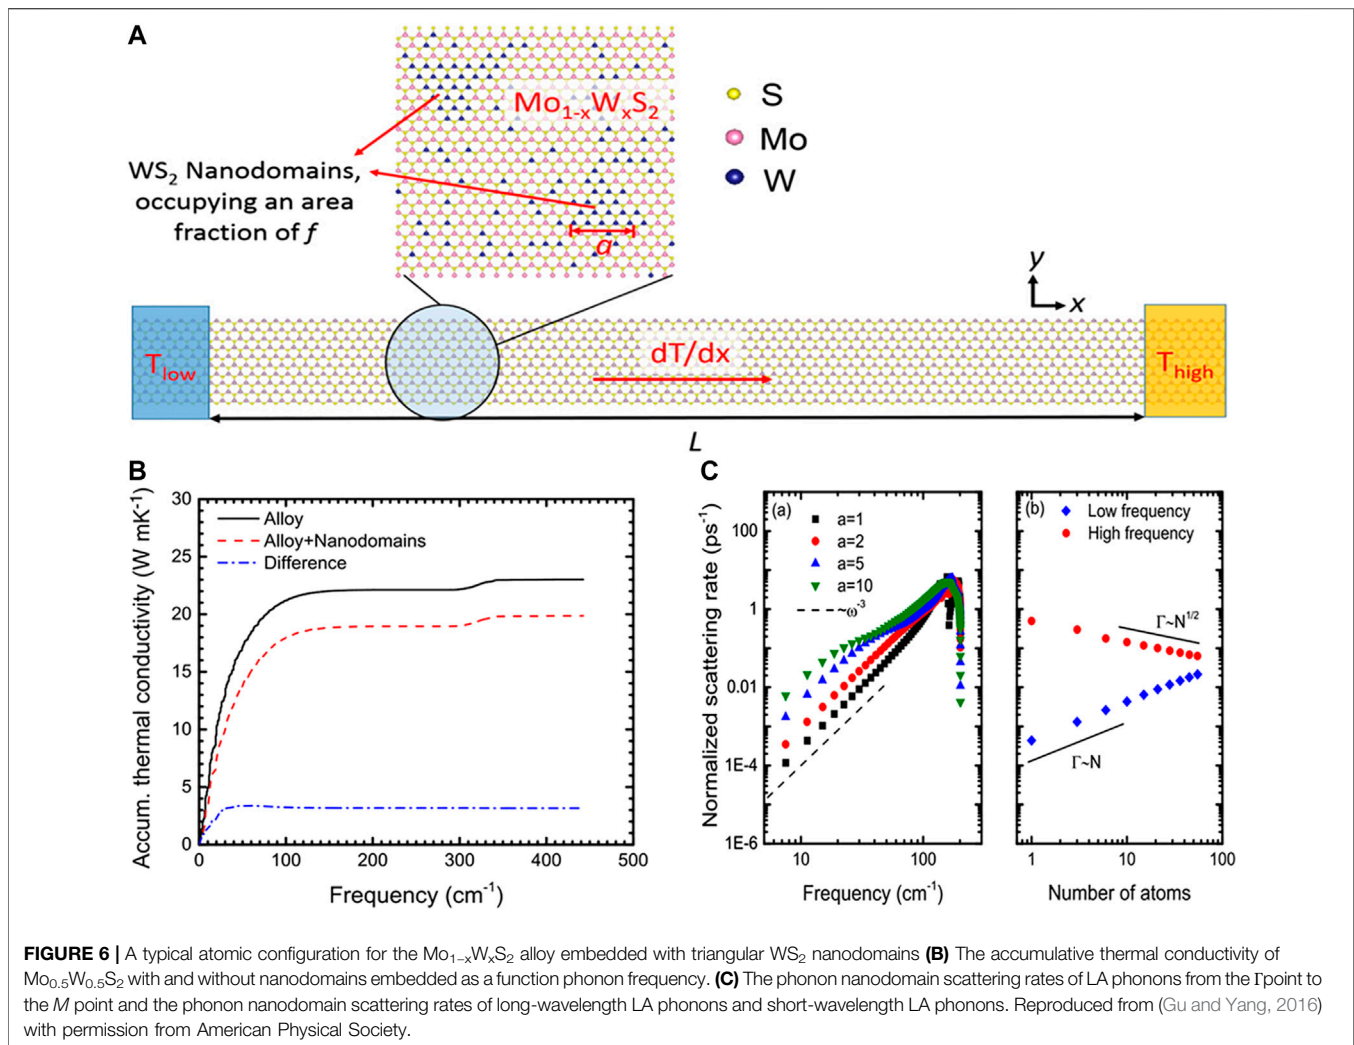 A
Mo1-xWxS2
S
Mo
W
WS2 Nanodomains,
occupying an area
fraction of f
a
y
x
Tlow
dT/dx
Thigh
L
B
Accum. thermal conductivity (W mK-1)
30
25
20
15
10
5
0
Alloy
Alloy+Nanodomains
Difference
0 100 200 300 400 500
Frequency (cm-1)
C
Normalized scattering rate (ps-1)
100
1
0.01
1E-4
1E-6
(a)
a=1
a=2
a=5
a=10
~ω-3
10 100
Frequency (cm-1)
(b)
Low frequency
High frequency
Γ~N1/2
Γ~N
1 10 100
Number of atoms
FIGURE 6 | A typical atomic configuration for the Mo1−xWxS2 alloy embedded with triangular WS2 nanodomains (B) The accumulative thermal conductivity of
Mo0.5W0.5S2 with and without nanodomains embedded as a function phonon frequency. (C) The phonon nanodomain scattering rates of LA phonons from the Γpoint to
the M point and the phonon nanodomain scattering rates of long-wavelength LA phonons and short-wavelength LA phonons. Reproduced from (Gu and Yang, 2016)
with permission from American Physical Society.